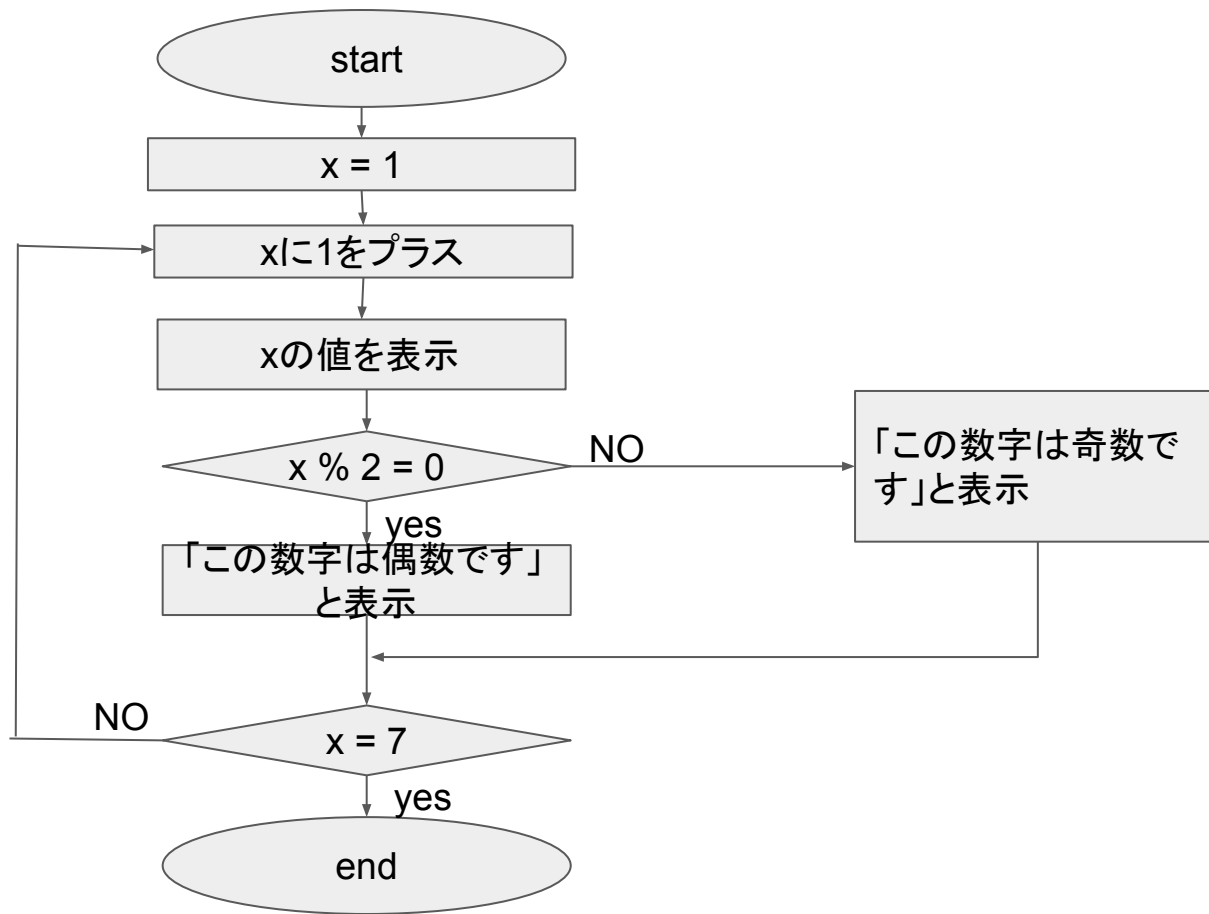 start
x = 1
xに1をプラス
xの値を表示
x % 2 = 0
NO
「この数字は奇数で
す」と表示
yes
「この数字は偶数です」
と表示
NO
x = 7
yes
end